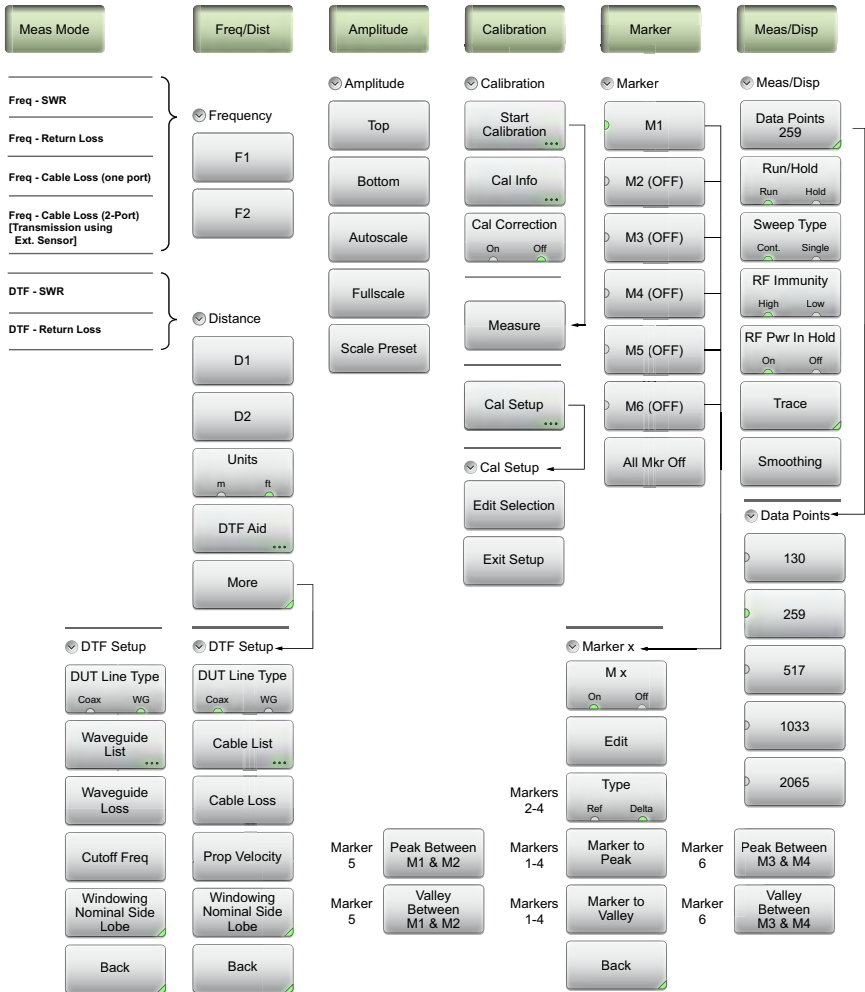 Meas Mode
Freq/Dist
Amplitude
Calibration
Marker
Meas/Disp
Freq - SWR
Freq - Return Loss
Freq - Cable Loss (one port)
Freq - Cable Loss (2-Port)
[Transmission using
Ext. Sensor]
DTF - SWR
DTF - Return Loss
Frequency
F1
F2
Distance
D1
D2
Units
m ft
DTF Aid
More
DTF Setup
DUT Line Type
Coax WG
Waveguide
List
Waveguide
Loss
Cutoff Freq
Windowing
Nominal Side
Lobe
Back
DTF Setup
DUT Line Type
Coax WG
Cable List
Cable Loss
Prop Velocity
Windowing
Nominal Side
Lobe
Back
Amplitude
Top
Bottom
Autoscale
Fullscale
Scale Preset
Calibration
Start
Calibration
Cal Info
Cal Correction
On Off
Measure
Cal Setup
Cal Setup
Edit Selection
Exit Setup
Marker
M1
M2 (OFF)
M3 (OFF)
M4 (OFF)
M5 (OFF)
M6 (OFF)
All Mkr Off
Marker x
M x
On Off
Edit
Markers
2-4
Type
Ref Delta
Marker
5
Peak Between
M1 & M2
Markers
1-4
Marker to
Peak
Marker
6
Peak Between
M3 & M4
Marker
5
Valley
Between
M1 & M2
Markers
1-4
Marker to
Valley
Marker
6
Valley
Between
M3 & M4
Back
Meas/Disp
Data Points
259
Run/Hold
Run Hold
Sweep Type
Cont. Single
RF Immunity
High Low
RF Pwr In Hold
On Off
Trace
Smoothing
Data Points
130
259
517
1033
2065